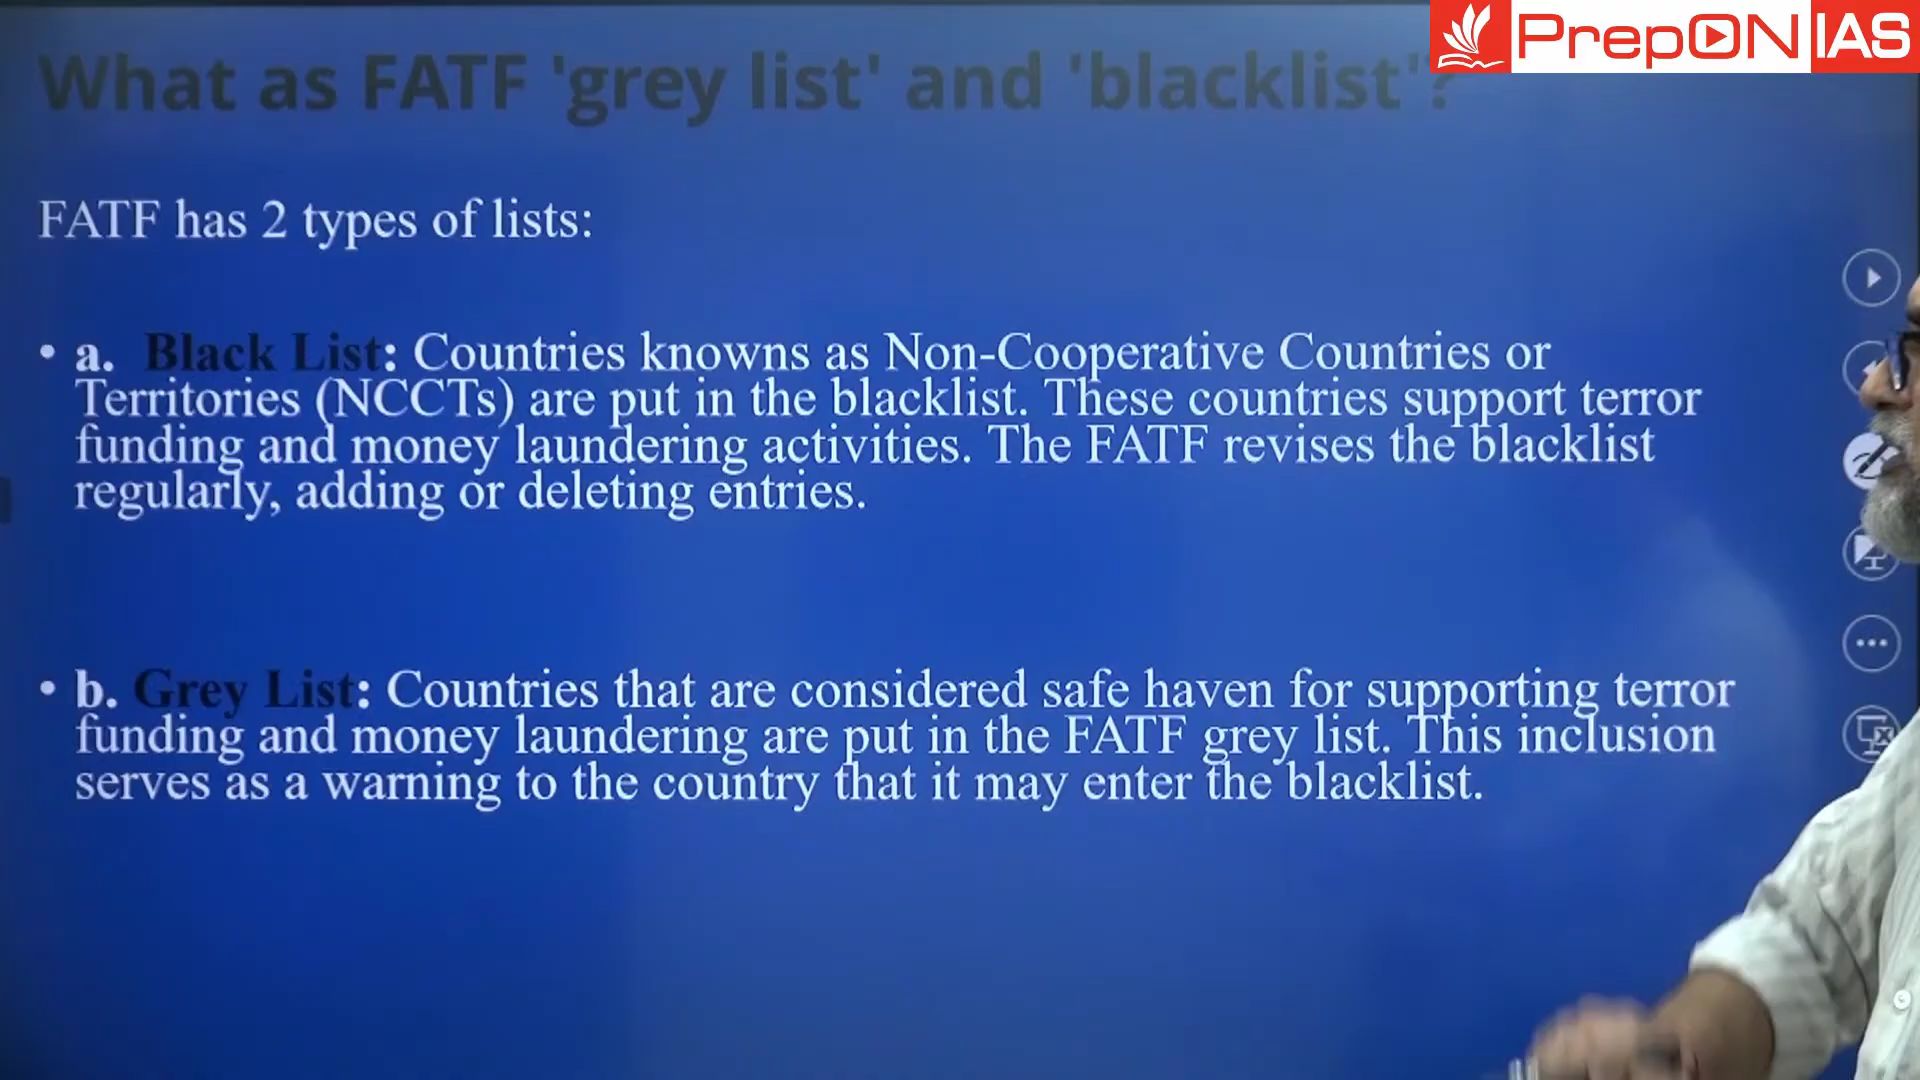 PrepON IAS
What as FATF 'grey list' and 'blacklist'?
FATF has 2 types of lists:
• a. Black List: Countries knowns as Non-Cooperative Countries or
Territories (NCCTs) are put in the blacklist. These countries support terror
funding and money laundering activities. The FATF revises the blacklist
regularly, adding or deleting entries.
• b. Grey List: Countries that are considered safe haven for supporting terror
funding and money laundering are put in the FATF grey list. This inclusion
serves as a warning to the country that it may enter the blacklist.